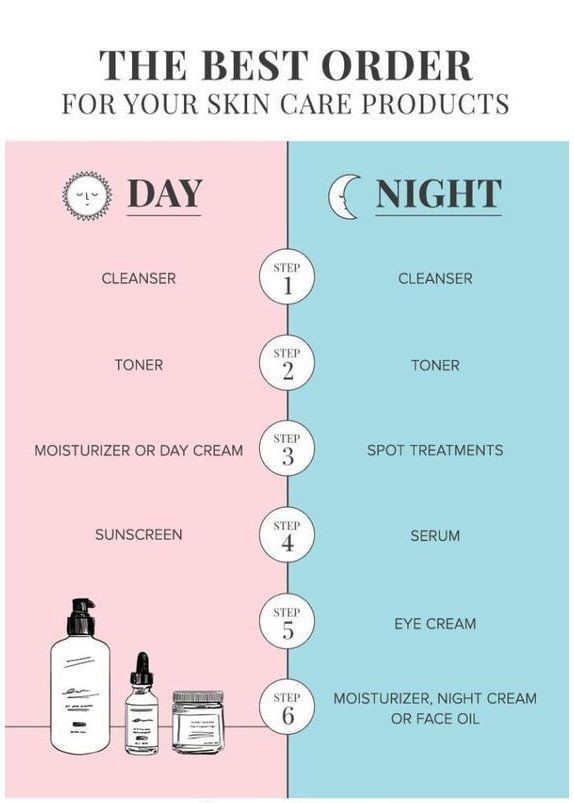 THE BEST ORDER
FOR YOUR SKIN CARE PRODUCTS
DAY
NIGHT
CLEANSER
STEP
1
CLEANSER
TONER
STEP
2
TONER
MOISTURIZER OR DAY CREAM
STEP
3
SPOT TREATMENTS
SUNSCREEN
STEP
4
SERUM
STEP
5
EYE CREAM
STEP
6
MOISTURIZER, NIGHT CREAM
OR FACE OIL